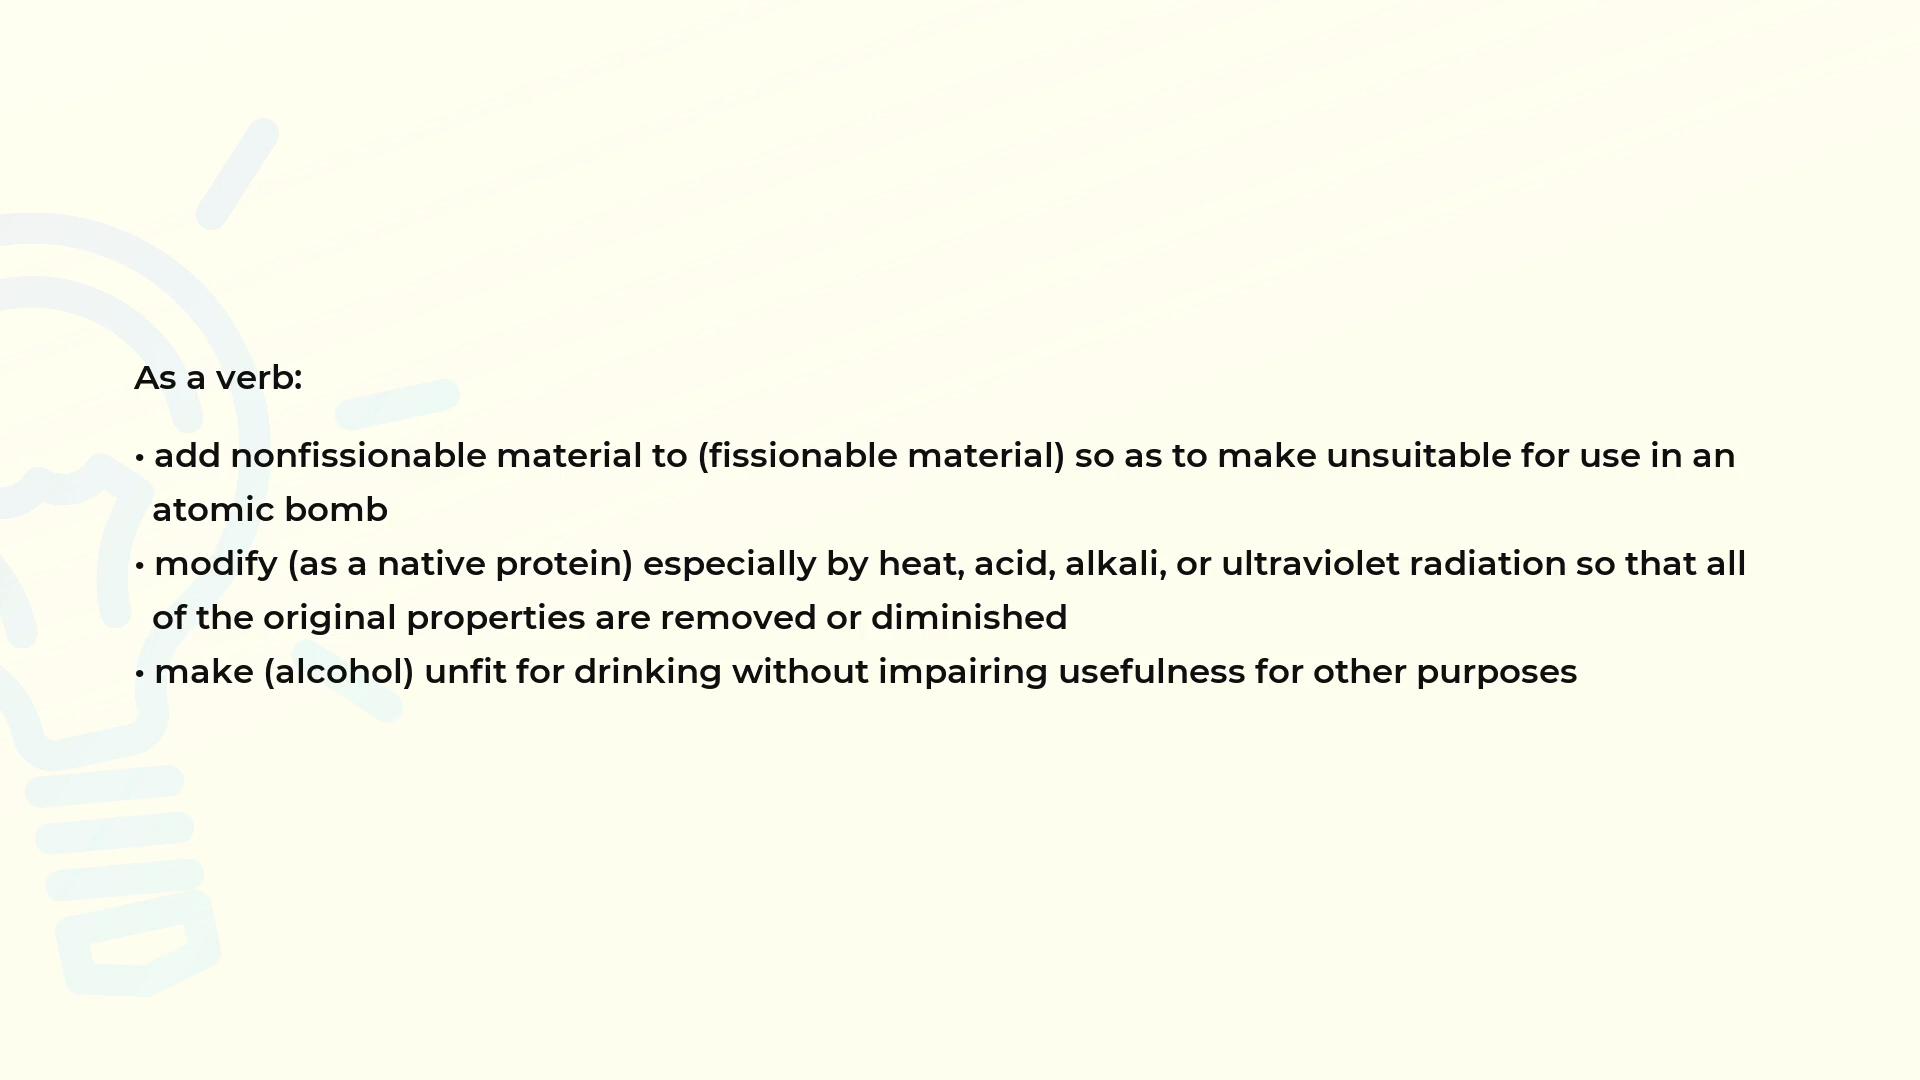 As a verb:
• add nonfissionable material to (fissionable material) so as to make unsuitable for use in an
atomic bomb
• modify (as a native protein) especially by heat, acid, alkali, or ultraviolet radiation so that all
of the original properties are removed or diminished
• make (alcohol) unfit for drinking without impairing usefulness for other purposes